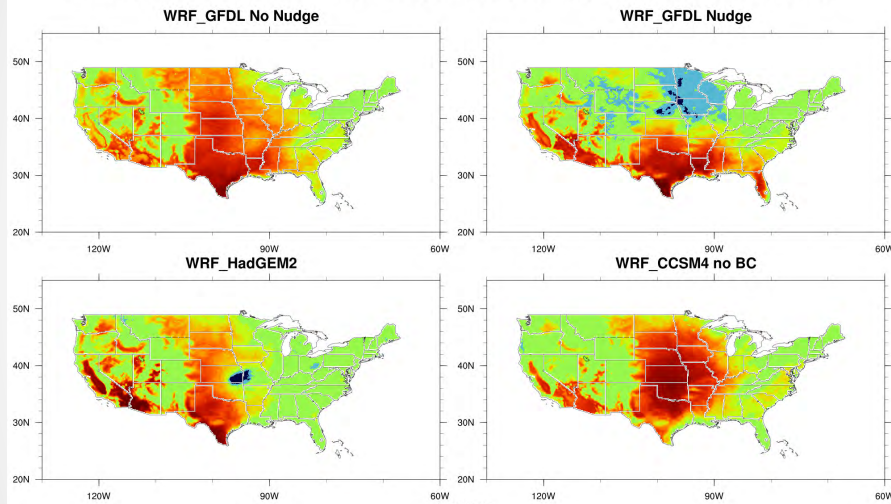 WRF_GFDL No Nudge
WRF_GFDL Nudge
50N
40N
30N
20N
120W
90W
60W
50N
40N
30N
20N
120W
90W
60W
WRF_HadGEM2
WRF_CCSM4 no BC
50N
40N
30N
20N
120W
90W
60W
50N
40N
30N
20N
120W
90W
60W